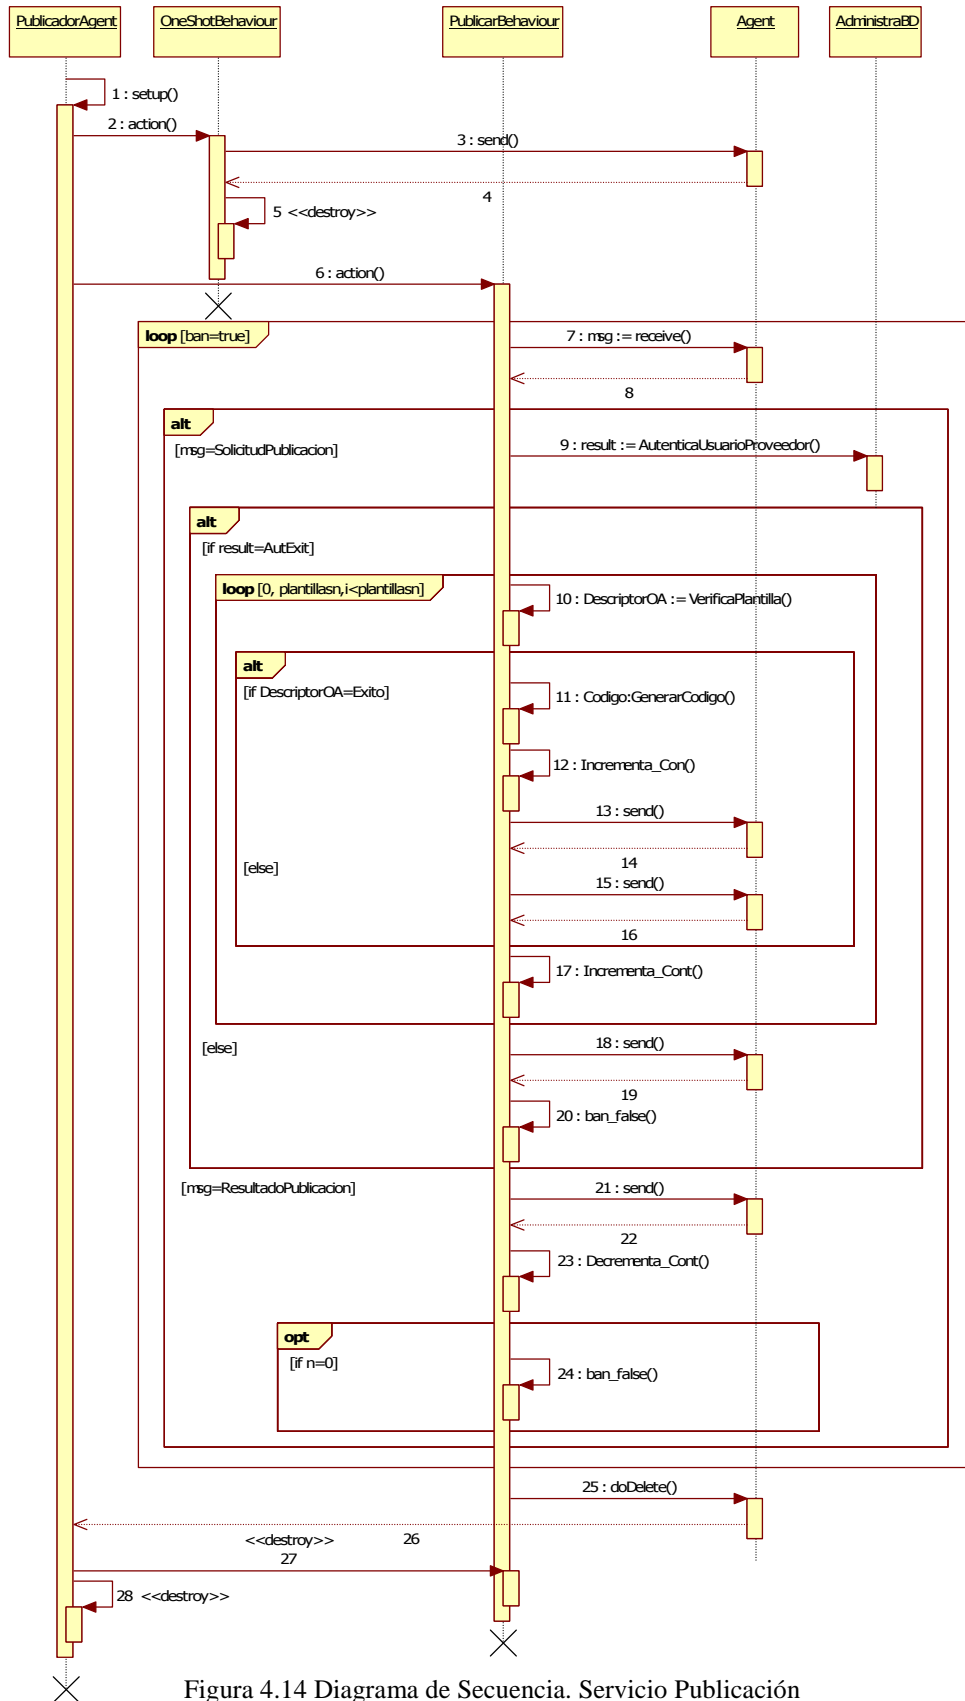 PublicadorAgent
OneShotBehaviour
PublicarBehaviour
Agent
AdministraBD
1 : setup()
2 : action()
3 : send()
4
5 <<destroy>>
6 : action()
loop [ban=true]
7 : msg := receive()
8
alt
[msg=SolicitudPublicacion]
9 : result := AutenticaUsuarioProveedor()
alt
[if result=AutExit]
loop [0, plantillasn,i<plantillasn]
10 : DescriptorOA := VerificaPlantilla()
alt
[if DescriptorOA=Exito]
11 : Codigo:GenerarCodigo()
12 : Incrementa_Con()
13 : send()
14
[else]
15 : send()
16
17 : Incrementa_Cont()
[else]
18 : send()
19
20 : ban_false()
[msg=ResultadoPublicacion]
21 : send()
22
23 : Decrementa_Cont()
opt
[if n=0]
24 : ban_false()
25 : doDelete()
26
<<destroy>>
27
28 <<destroy>>
Figura 4.14 Diagrama de Secuencia. Servicio Publicación